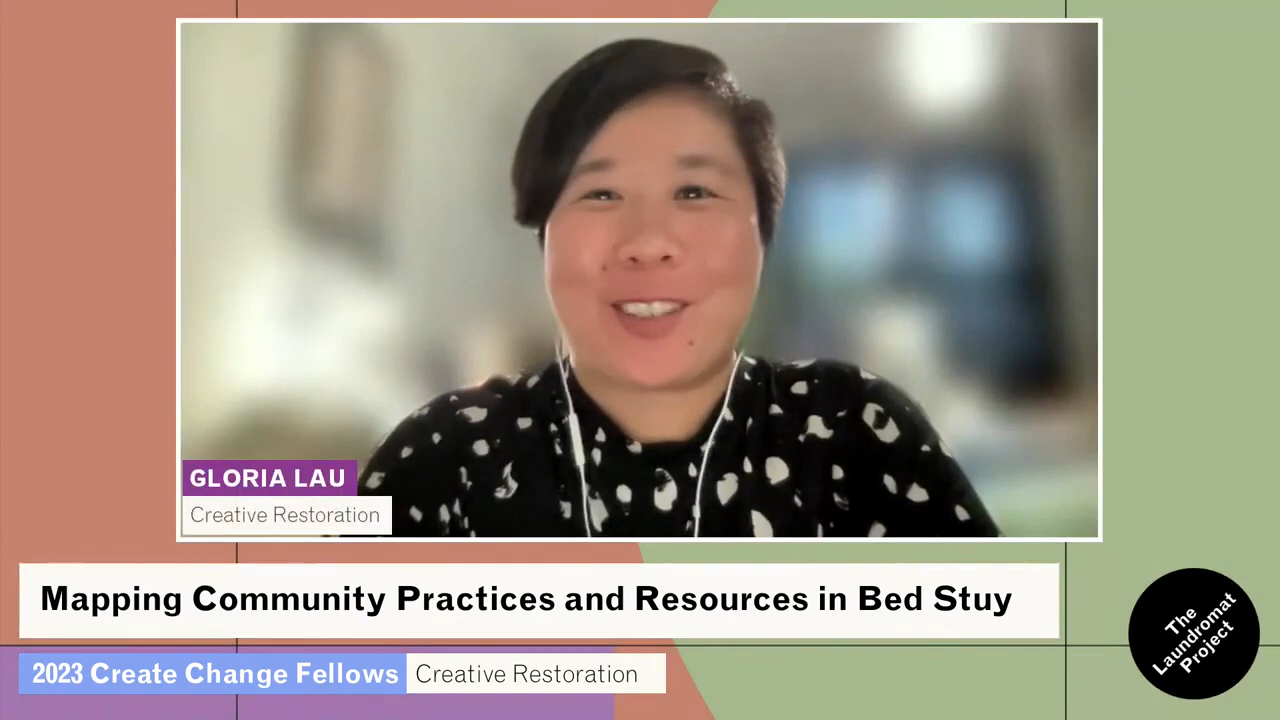 GLORIA LAU
Creative Restoration
Mapping Community Practices and Resources in Bed Stuy
2023 Create Change Fellows Creative Restoration
The
Laundromat
Project